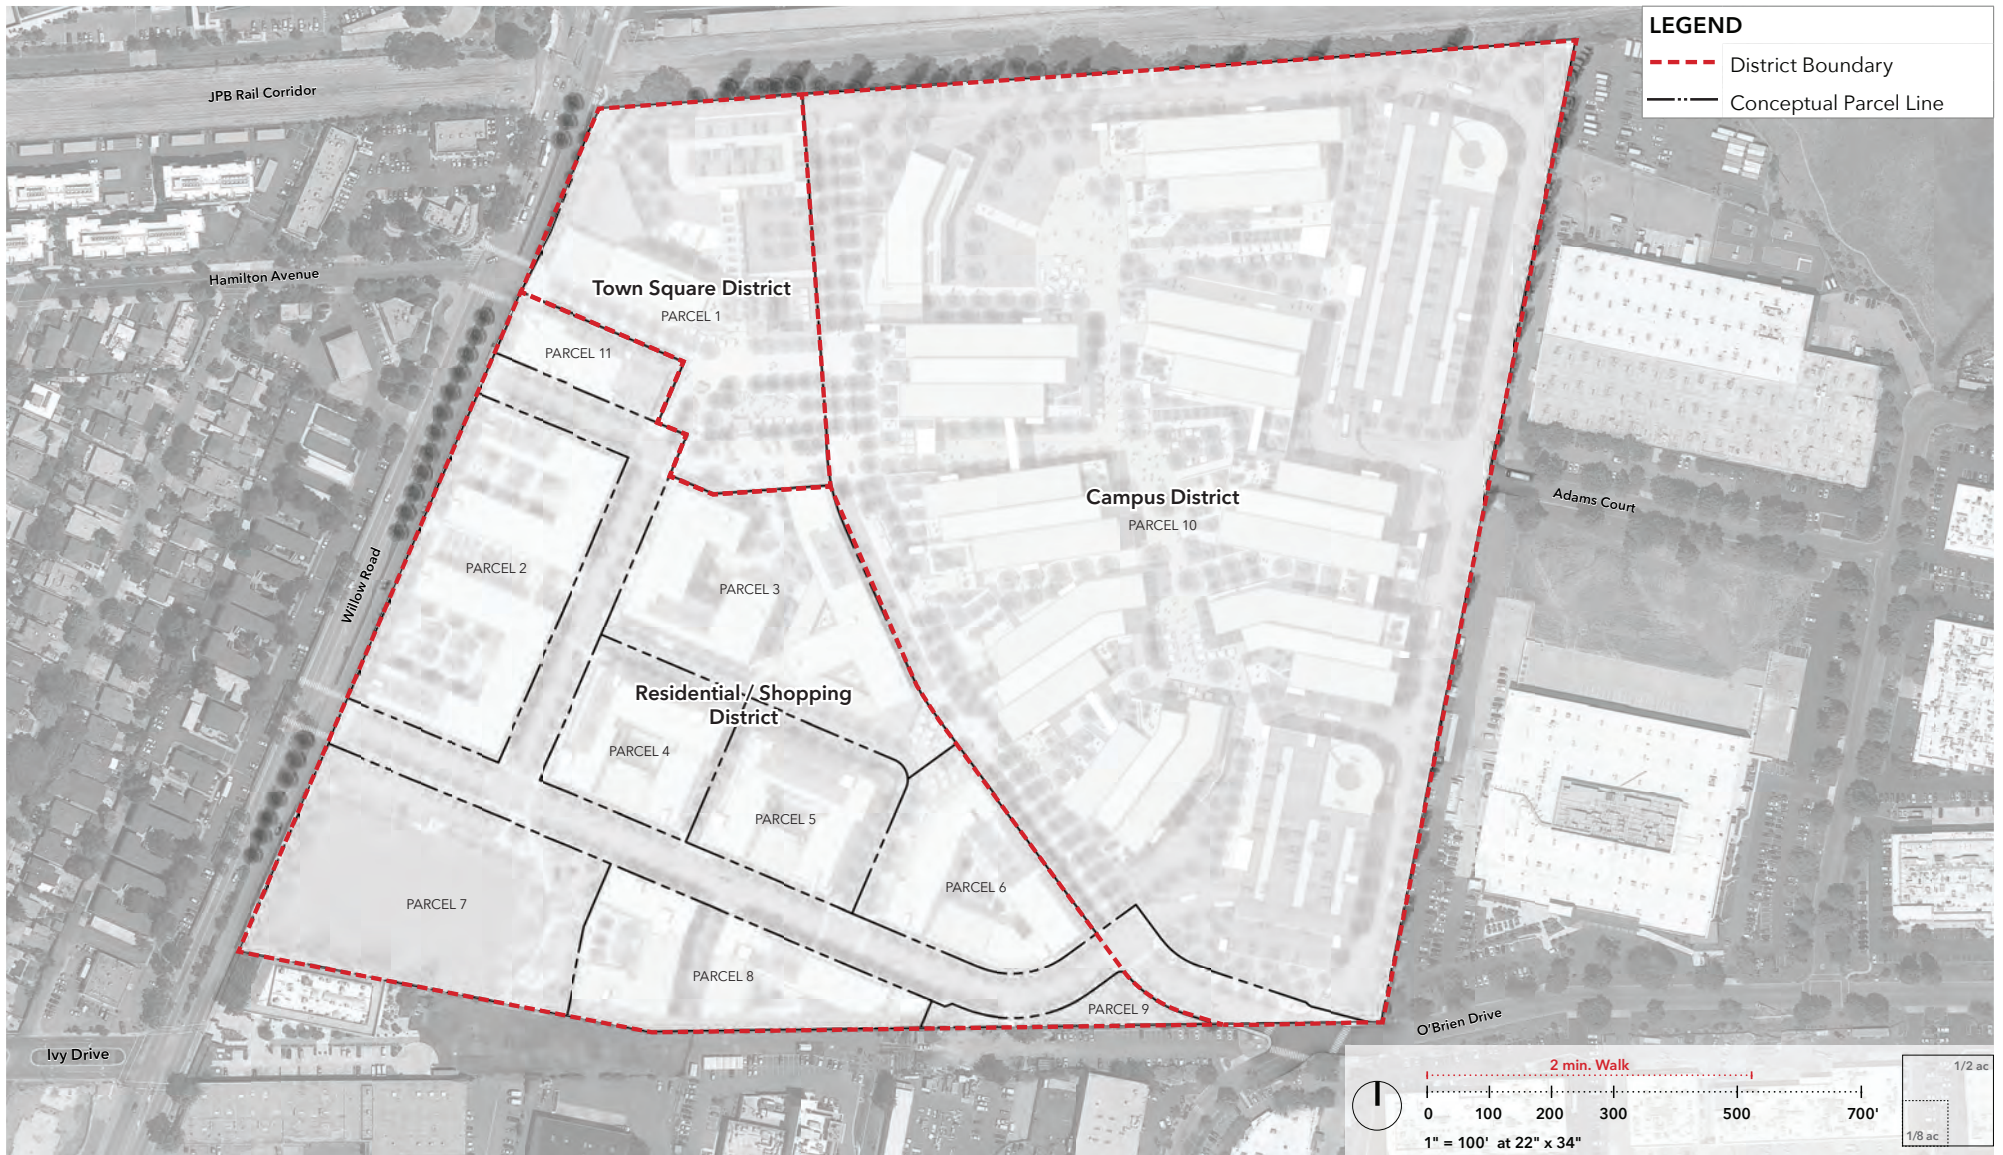 LEGEND
District Boundary
Conceptual Parcel Line
JPB Rail Corridor
Hamilton Avenue
Town Square District
PARCEL 1
PARCEL 11
Campus District
PARCEL 10
Adams Court
Willow Road
PARCEL 2
PARCEL 3
Residential / Shopping
District
PARCEL 4
PARCEL 5
PARCEL 6
PARCEL 7
PARCEL 8
PARCEL 9
O'Brien Drive
Ivy Drive
2 min. Walk
0 100 200 300 500 700'
1" = 100' at 22" x 34"
1/2 ac
1/8 ac